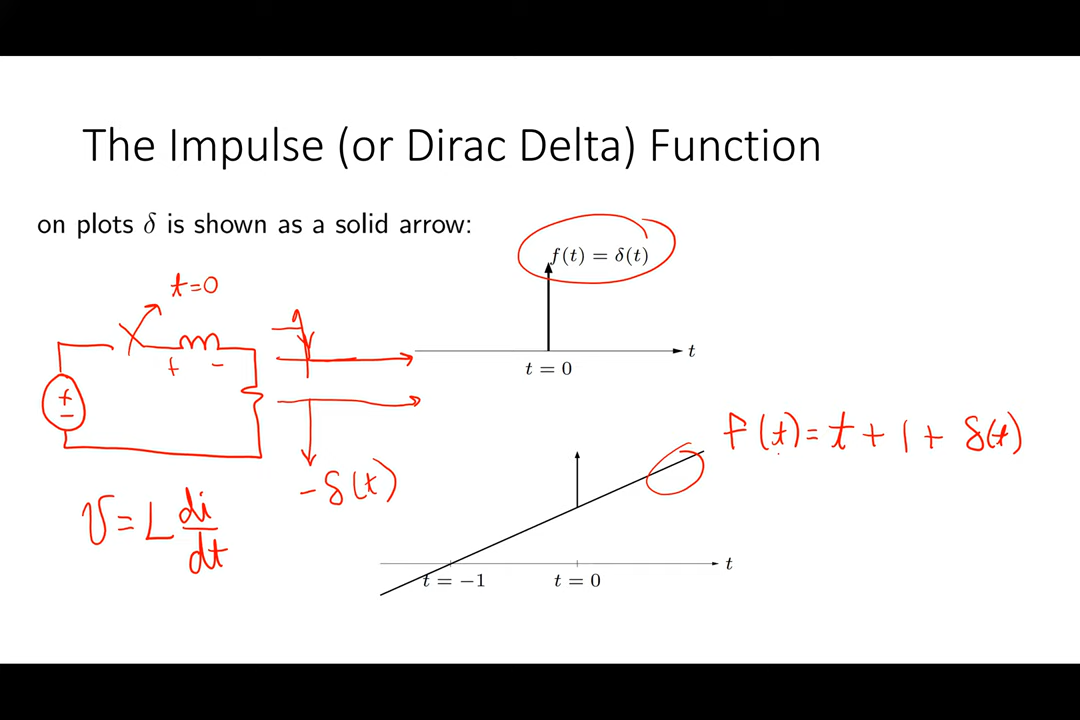 The Impulse (or Dirac Delta) Function
on plots δ is shown as a solid arrow:
f(t) = δ(t)
t=0
+ −
t
t = 0
+
−
f(t) = t + 1 + δ(t)
−δ(t)
v = L di/dt
t
t = −1
t = 0